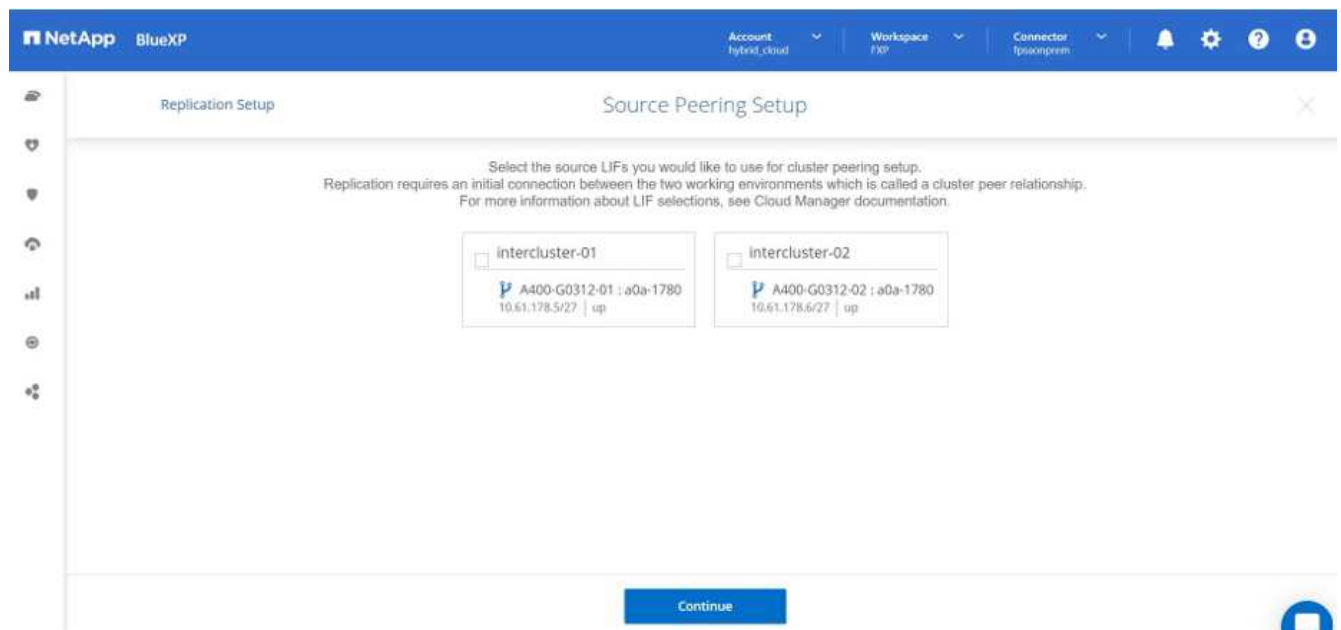 NetApp BlueXP
Account
hybrid_cloud
Workspace
FXP
Connector
fpsaonprem
Replication Setup
Source Peering Setup
Select the source LIFs you would like to use for cluster peering setup.
Replication requires an initial connection between the two working environments which is called a cluster peer relationship.
For more information about LIF selections, see Cloud Manager documentation.
intercluster-01
A400-G0312-01 : a0a-1780
10.61.178.5/27 | up
intercluster-02
A400-G0312-02 : a0a-1780
10.61.178.6/27 | up
Continue